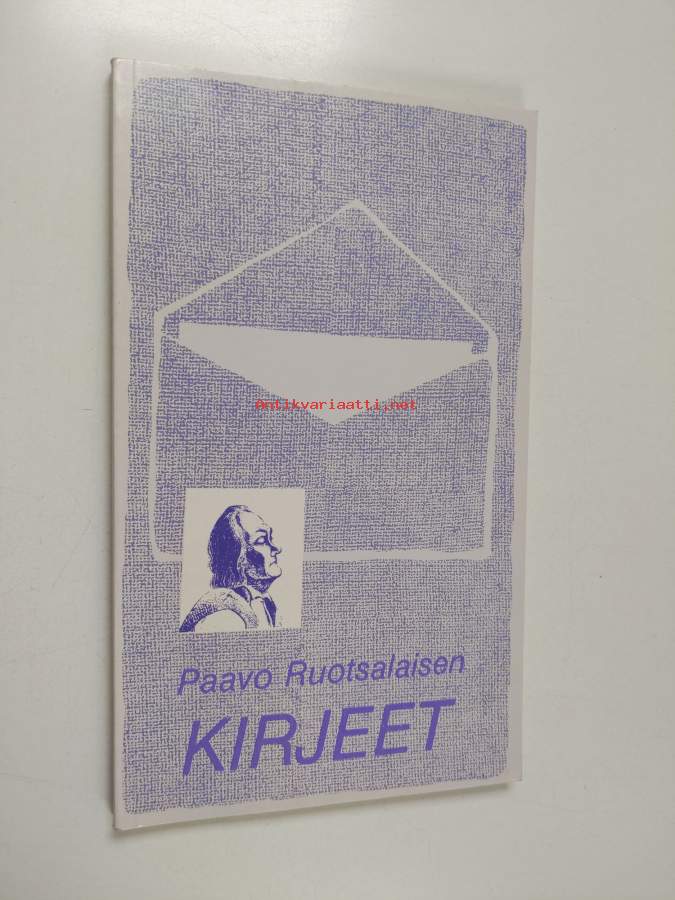 Antikvariaatti.net
Paavo Ruotsalaisen
KIRJEET